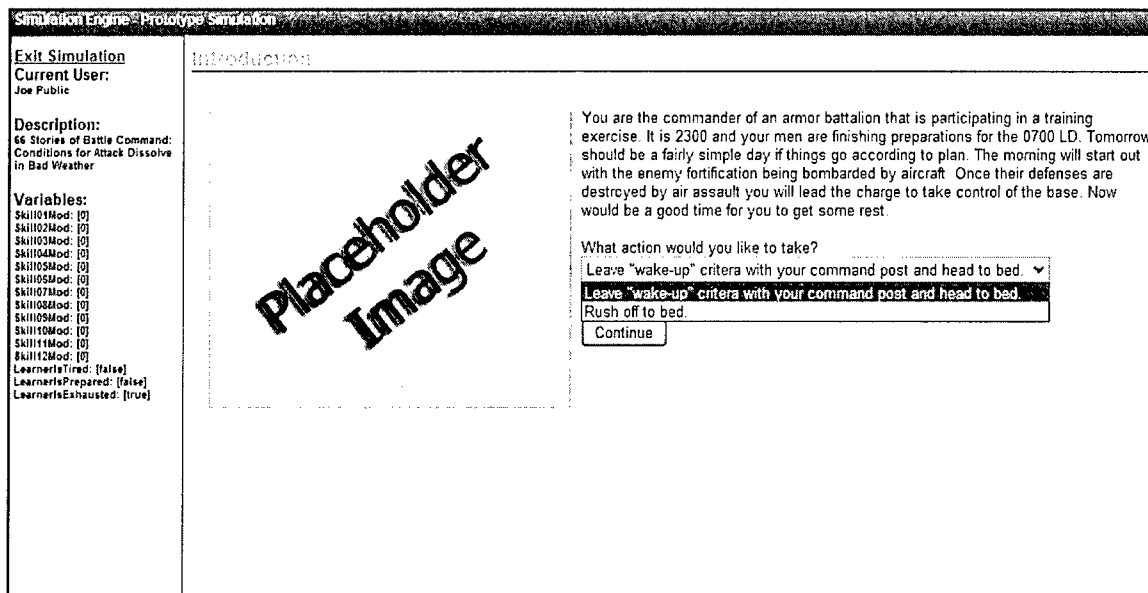 Simulation Engine - Prototype Simulation
Exit Simulation
Current User:
Joe Public
Description:
66 Stories of Battle Command:
Conditions for Attack Dissolve
in Bad Weather
Variables:
Skill01Mod: [0]
Skill02Mod: [0]
Skill03Mod: [0]
Skill04Mod: [0]
Skill05Mod: [0]
Skill06Mod: [0]
Skill07Mod: [0]
Skill08Mod: [0]
Skill09Mod: [0]
Skill10Mod: [0]
Skill11Mod: [0]
Skill12Mod: [0]
LearnerIsTired: [false]
LearnerIsPrepared: [false]
LearnerIsExhausted: [true]
Introduction
Placeholder
Image
You are the commander of an armor battalion that is participating in a training
exercise. It is 2300 and your men are finishing preparations for the 0700 LD. Tomorrow
should be a fairly simple day if things go according to plan. The morning will start out
with the enemy fortification being bombarded by aircraft. Once their defenses are
destroyed by air assault you will lead the charge to take control of the base. Now
would be a good time for you to get some rest.
What action would you like to take?
Leave "wake-up" critera with your command post and head to bed.
Leave "wake-up" critera with your command post and head to bed.
Rush off to bed.
Continue